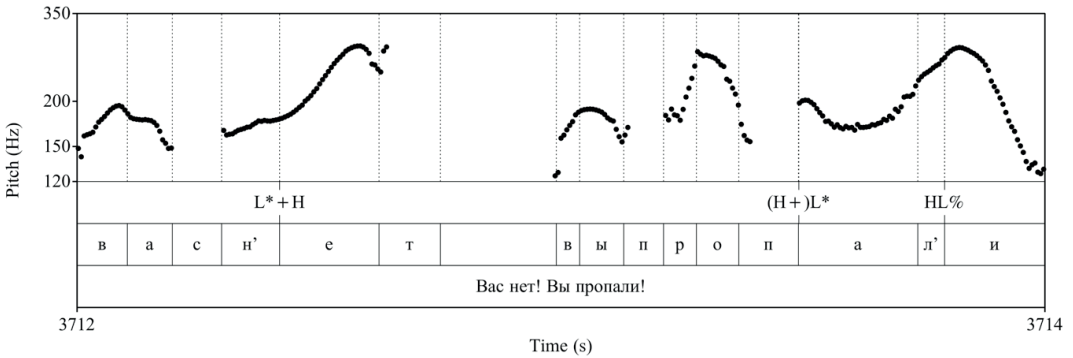 350
200
150
120
Pitch (Hz)
L*+H (H+)L* HL%
в а с н’ е т в ы п р о п а л’ и
Вас нет! Вы пропали!
3712 3714
Time (s)